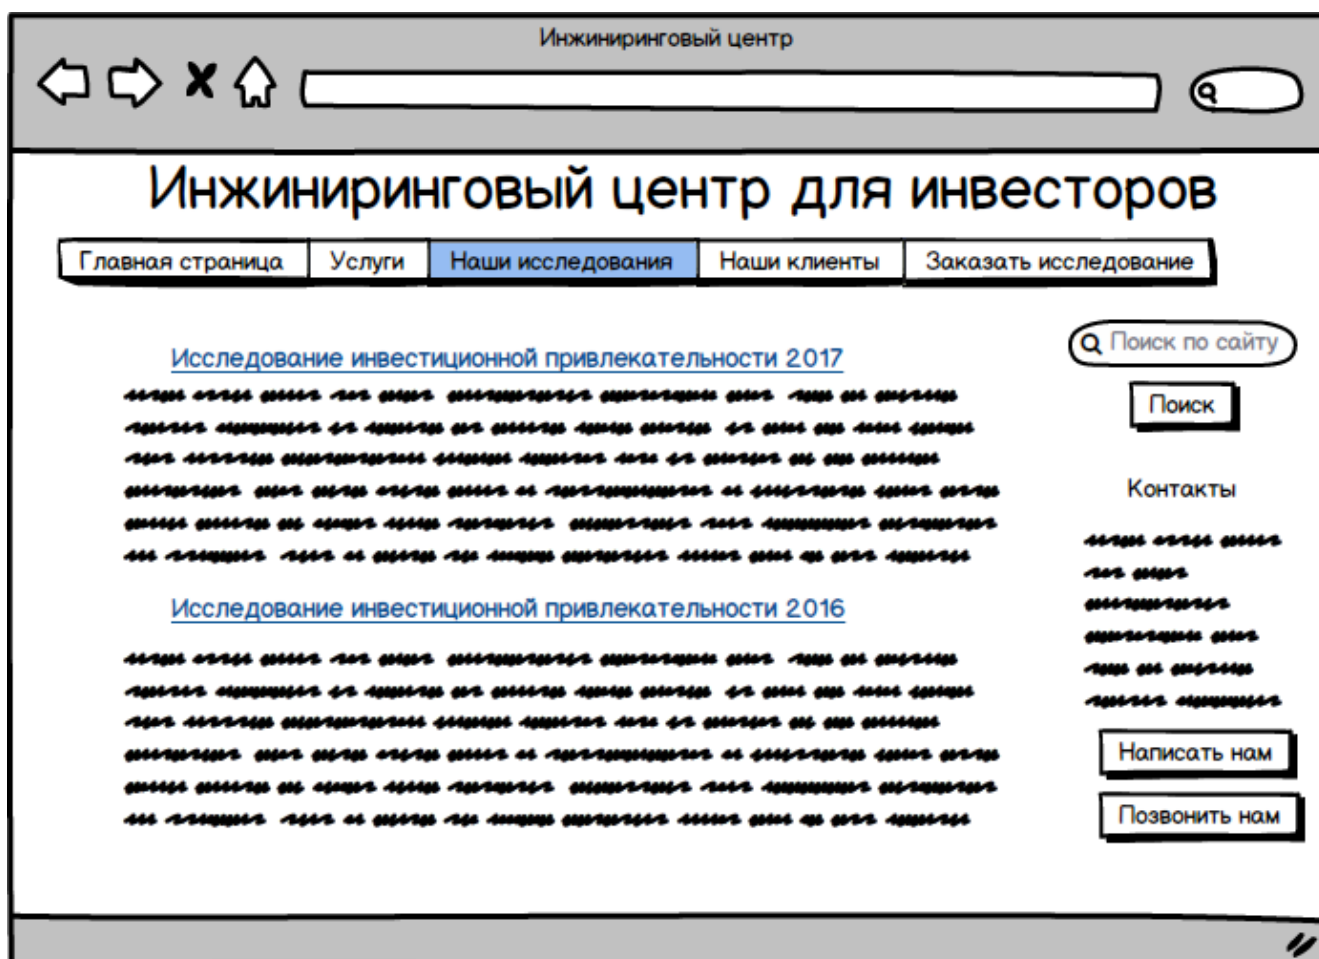 Инжиниринговый центр
Инжиниринговый центр для инвесторов
Главная страница Услуги Наши исследования Наши клиенты Заказать исследование
Исследование инвестиционной привлекательности 2017
Исследование инвестиционной привлекательности 2016
Поиск по сайту
Поиск
Контакты
Написать нам
Позвонить нам